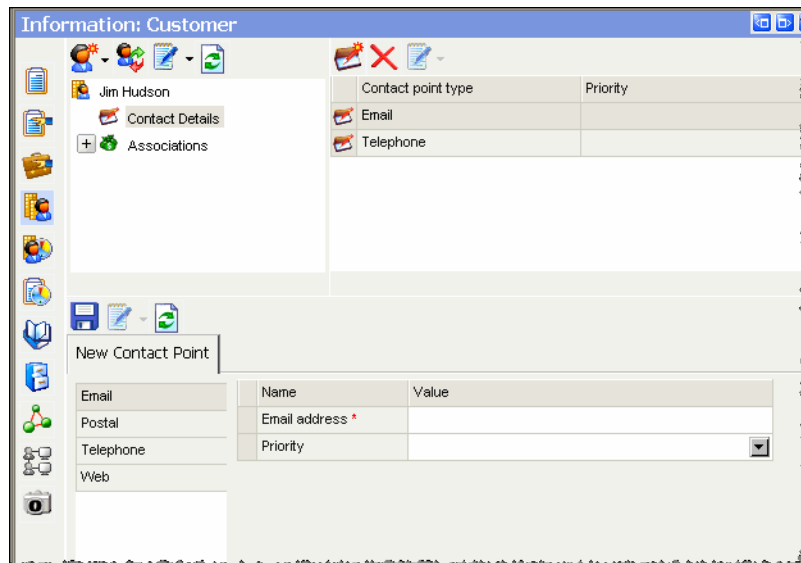 Information: Customer
Jim Hudson
Contact Details
Associations
Contact point type Priority
Email
Telephone
New Contact Point
Email
Postal
Telephone
Web
Name Value
Email address *
Priority